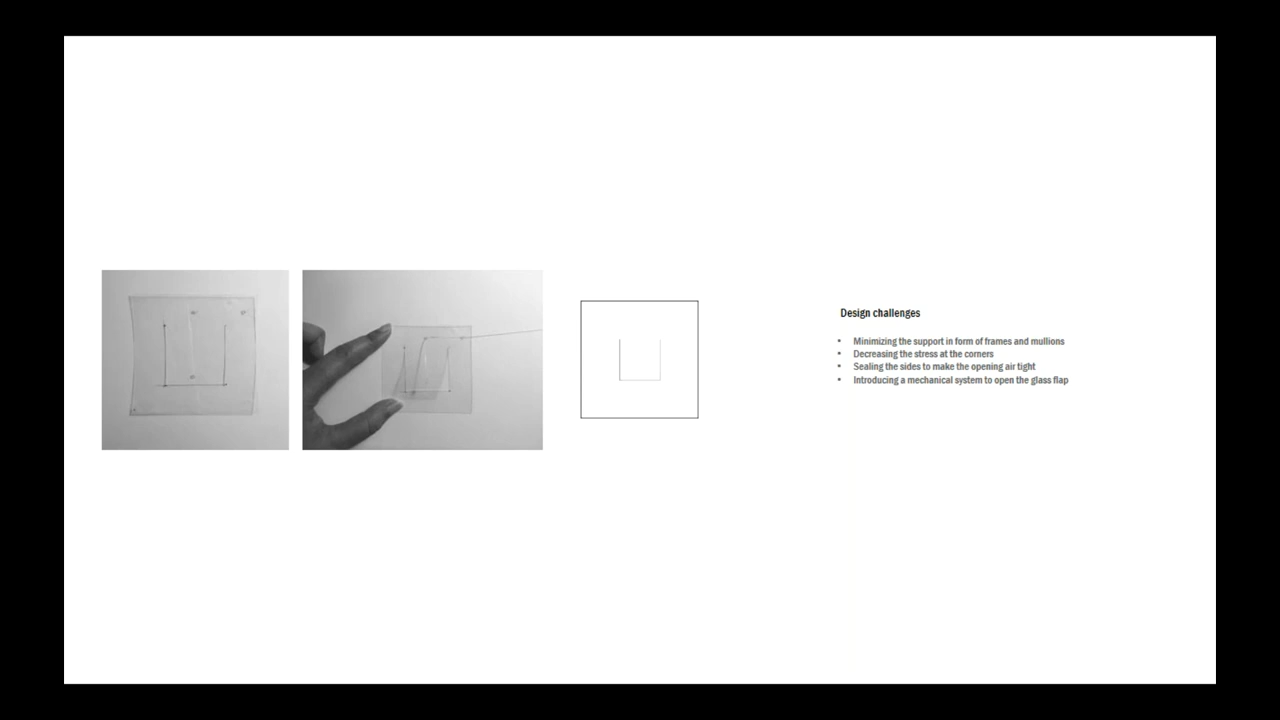 Design challenges
• Minimizing the support in form of frames and mullions
• Decreasing the stress at the corners
• Sealing the sides to make the opening air tight
• Introducing a mechanical system to open the glass flap